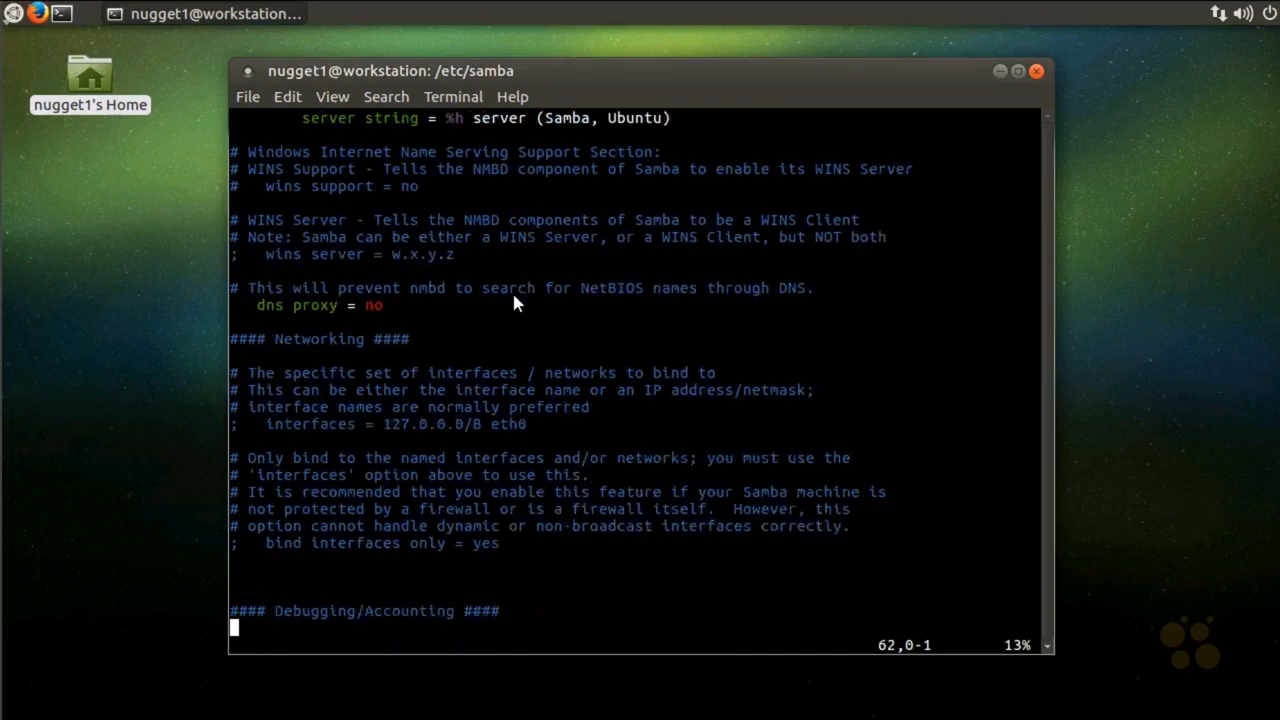 nugget1@workstation...
nugget1's Home
nugget1@workstation: /etc/samba
File Edit View Search Terminal Help
server string = %h server (Samba, Ubuntu)
# Windows Internet Name Serving Support Section:
# WINS Support - Tells the NMBD component of Samba to enable its WINS Server
#   wins support = no
# WINS Server - Tells the NMBD components of Samba to be a WINS Client
# Note: Samba can be either a WINS Server, or a WINS Client, but NOT both
;   wins server = w.x.y.z
# This will prevent nmbd to search for NetBIOS names through DNS.
dns proxy = no
#### Networking ####
# The specific set of interfaces / networks to bind to
# This can be either the interface name or an IP address/netmask;
# interface names are normally preferred
;   interfaces = 127.0.0.0/8 eth0
# Only bind to the named interfaces and/or networks; you must use the
# 'interfaces' option above to use this.
# It is recommended that you enable this feature if your Samba machine is
# not protected by a firewall or is a firewall itself.  However, this
# option cannot handle dynamic or non-broadcast interfaces correctly.
;   bind interfaces only = yes
#### Debugging/Accounting ####
62,0-1 13%